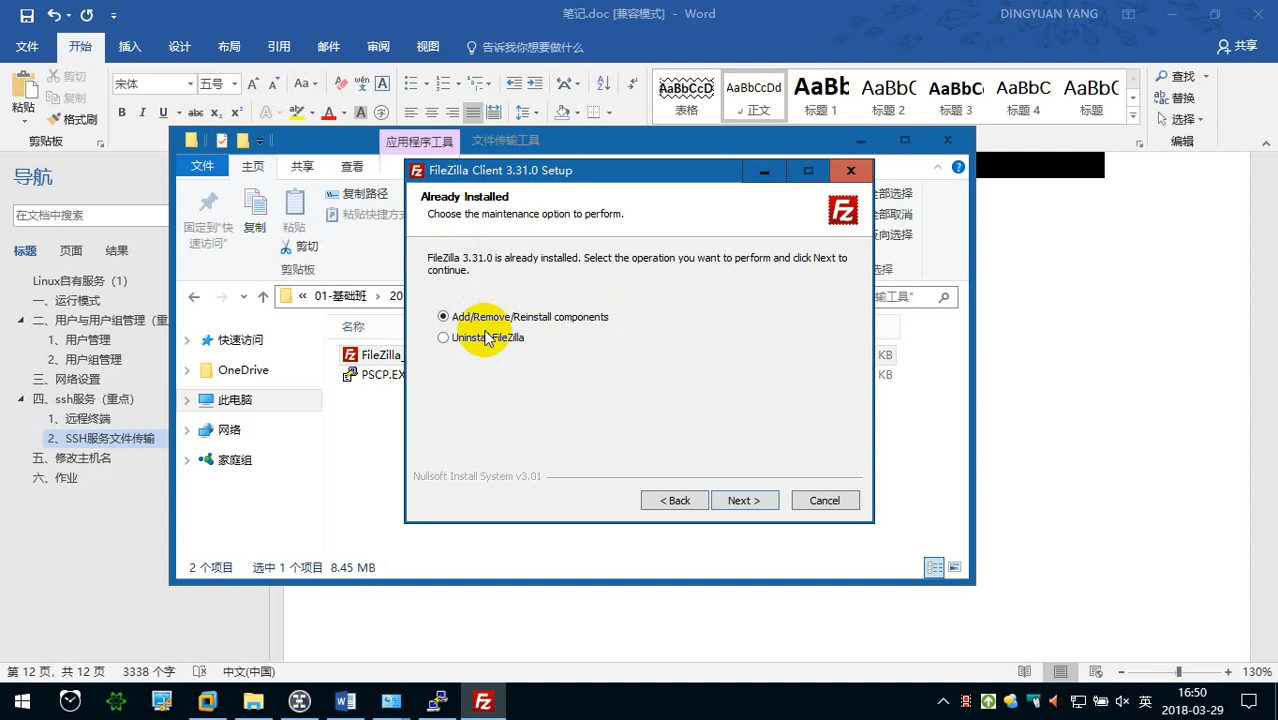 笔记.doc [兼容模式] - Word
DINGYUAN YANG
文件
开始
插入
设计
布局
引用
邮件
审阅
视图
告诉我你想要做什么
共享
粘贴
剪切
复制
格式刷
剪贴板
宋体
五号
Aa
B I U abc X₂ X²
AaBbCcD
表格
AaBbCcDd
正文
AaBb
标题 1
AaBbC
标题 2
AaBbC
标题 3
AaBbC
标题 4
AaBbC
查找
替换
选择
编辑
导航
在文档中搜索
标题
页面
结果
Linux自有服务（1）
一、运行模式
二、用户与用户组管理（重
1、用户管理
2、用户组管理
三、网络设置
四、ssh服务（重点）
1、远程终端
2、SSH服务文件传输
五、修改主机名
六、作业
应用程序工具
文件传输工具
文件
主页
共享
查看
固定到"快
速访问"
复制
粘贴
复制路径
粘贴快捷方式
剪切
剪贴板
全部选择
全部取消
反向选择
选择
« 01-基础班 > 20
输工具"
名称
快速访问
OneDrive
此电脑
网络
家庭组
FileZilla_
KB
PSCP.EX
KB
2 个项目
选中 1 个项目 8.45 MB
FileZilla Client 3.31.0 Setup
Already Installed
Choose the maintenance option to perform.
FileZilla 3.31.0 is already installed. Select the operation you want to perform and click Next to
continue.
Add/Remove/Reinstall components
Uninstall FileZilla
Nullsoft Install System v3.01
< Back
Next >
Cancel
第 12 页，共 12 页
3338 个字
中文(中国)
130%
英
16:50
2018-03-29